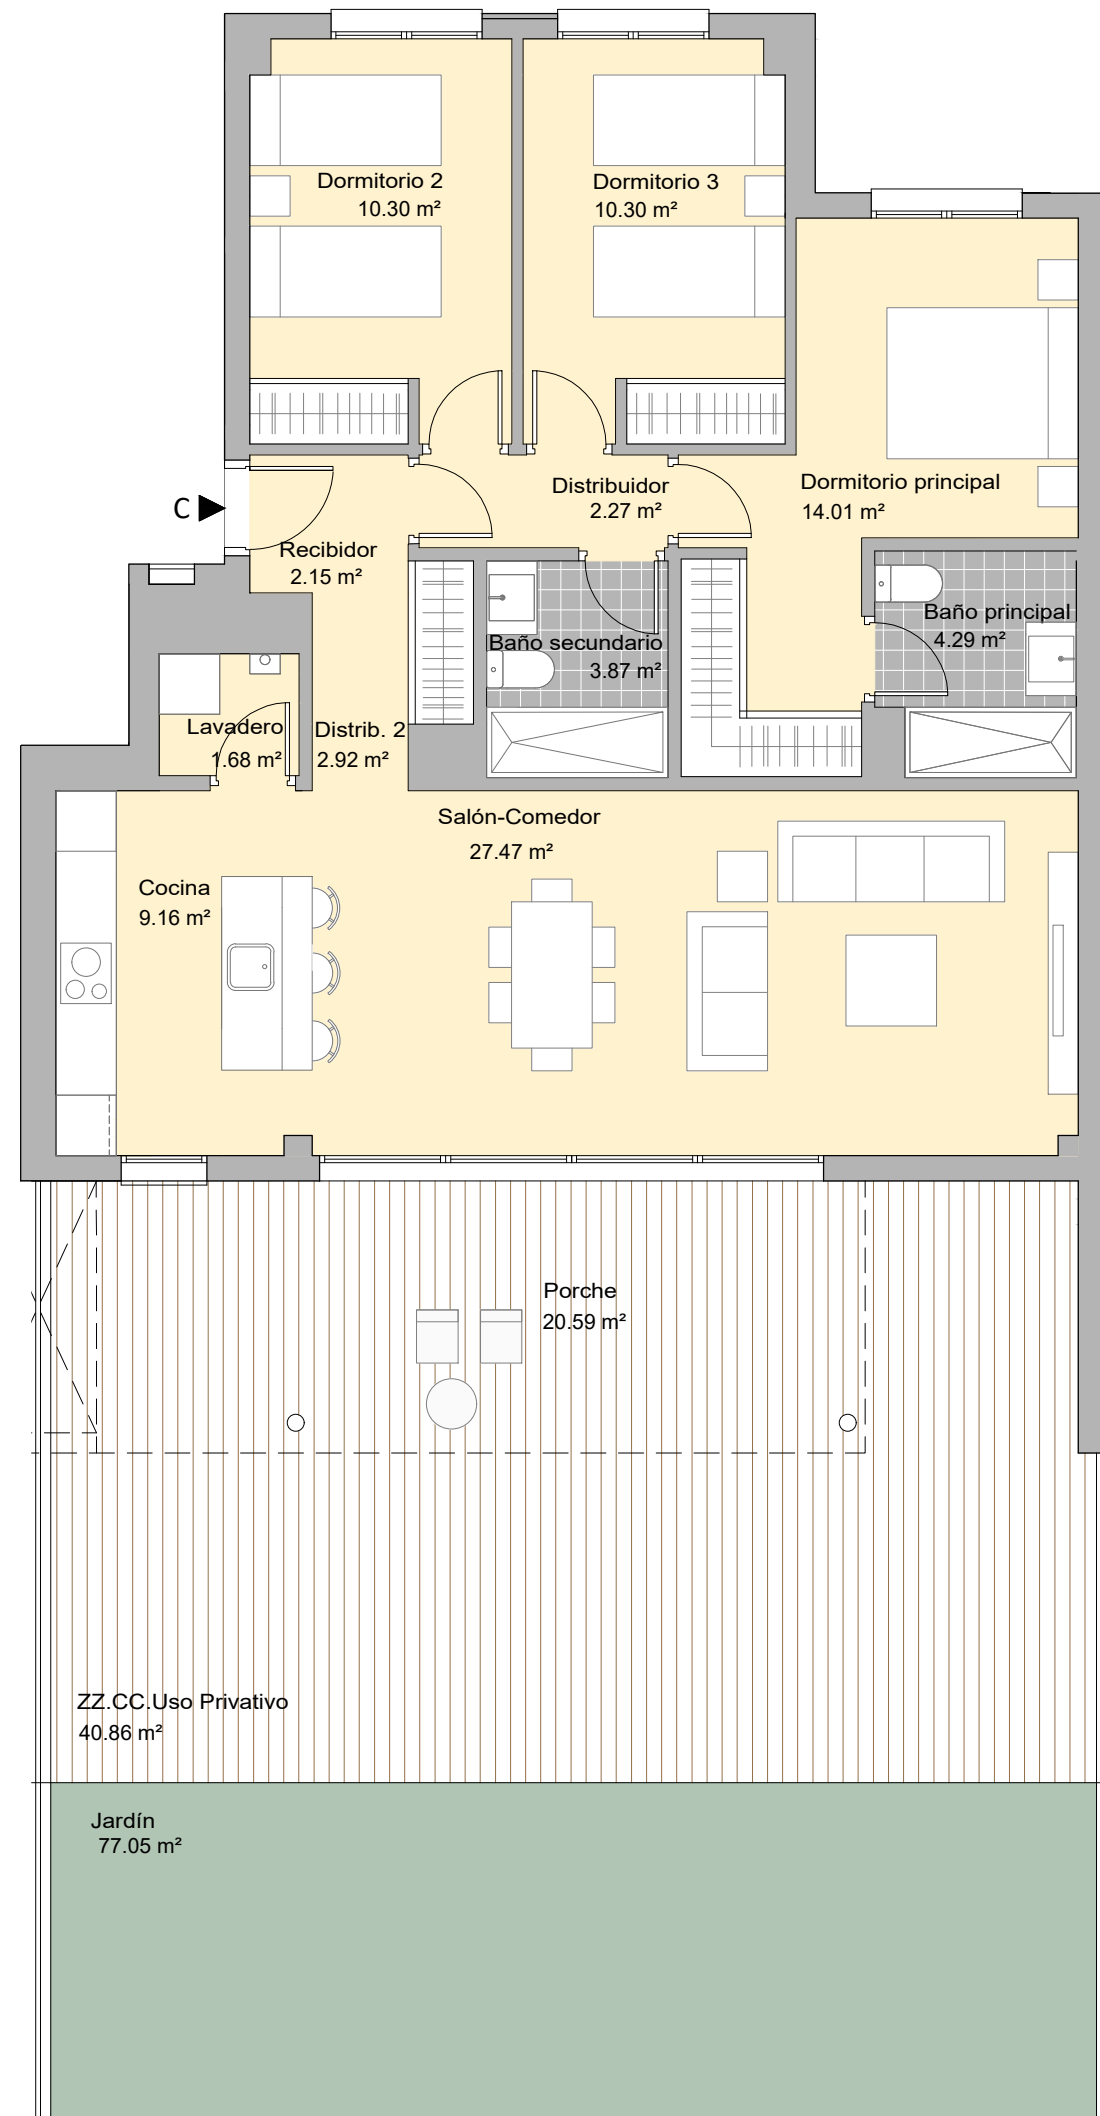 Dormitorio 2
10.30 m²
Dormitorio 3
10.30 m²
Dormitorio principal
14.01 m²
Distribuidor
2.27 m²
C
Recibidor
2.15 m²
Baño principal
4.29 m²
Baño secundario
3.87 m²
Lavadero
1.68 m²
Distrib. 2
2.92 m²
Salón-Comedor
27.47 m²
Cocina
9.16 m²
Porche
20.59 m²
ZZ.CC.Uso Privativo
40.86 m²
Jardín
77.05 m²